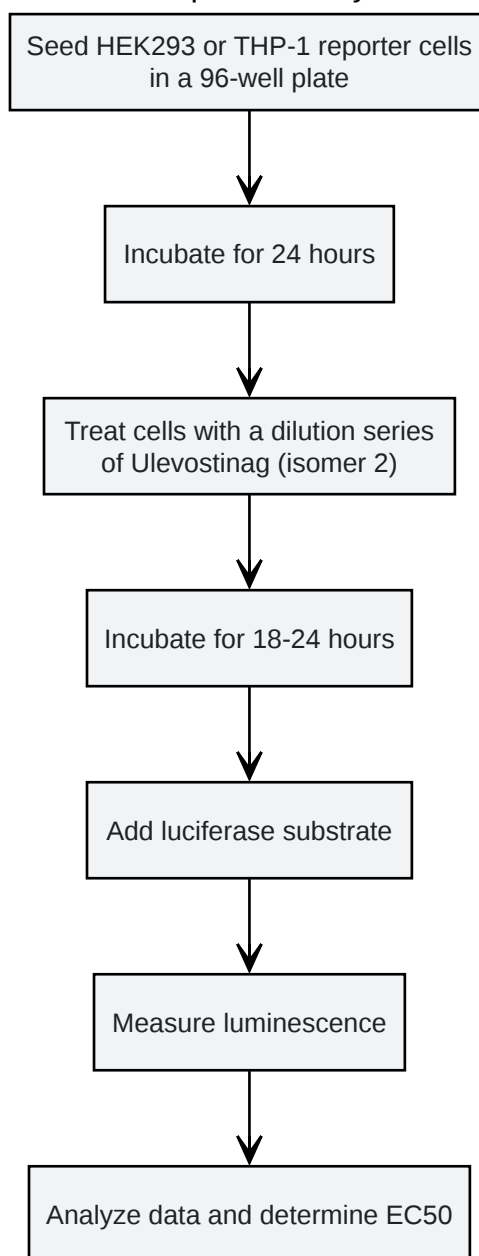 Seed HEK293 or THP-1 reporter cells
in a 96-well plate
Incubate for 24 hours
Treat cells with a dilution series
of Ulevostinag (isomer 2)
Incubate for 18-24 hours
Add luciferase substrate
Measure luminescence
Analyze data and determine EC50